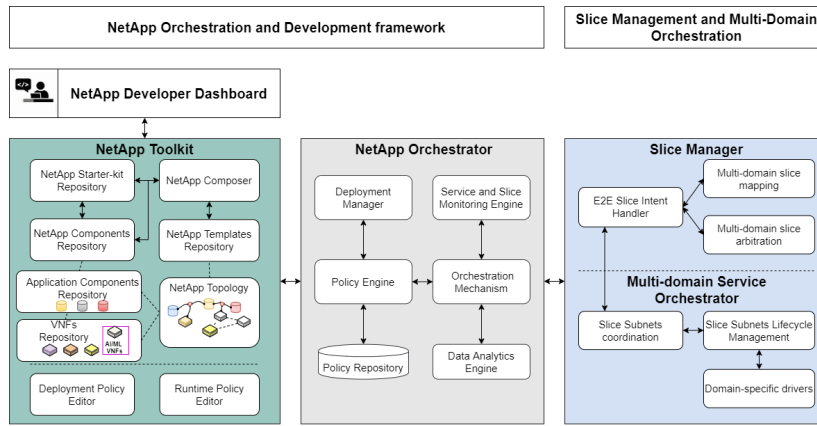 NetApp Orchestration and Development framework
Slice Management and Multi-Domain
Orchestration
NetApp Developer Dashboard
NetApp Toolkit
NetApp Starter-kit
Repository
NetApp Composer
NetApp Components
Repository
NetApp Templates
Repository
Application Components
Repository
NetApp Topology
VNFs
Repository
AI/ML
VNFs
Deployment Policy
Editor
Runtime Policy
Editor
NetApp Orchestrator
Deployment
Manager
Service and Slice
Monitoring Engine
Policy Engine
Orchestration
Mechanism
Policy Repository
Data Analytics
Engine
Slice Manager
E2E Slice Intent
Handler
Multi-domain slice
mapping
Multi-domain slice
arbitration
Multi-domain Service
Orchestrator
Slice Subnets
coordination
Slice Subnets Lifecycle
Management
Domain-specific drivers